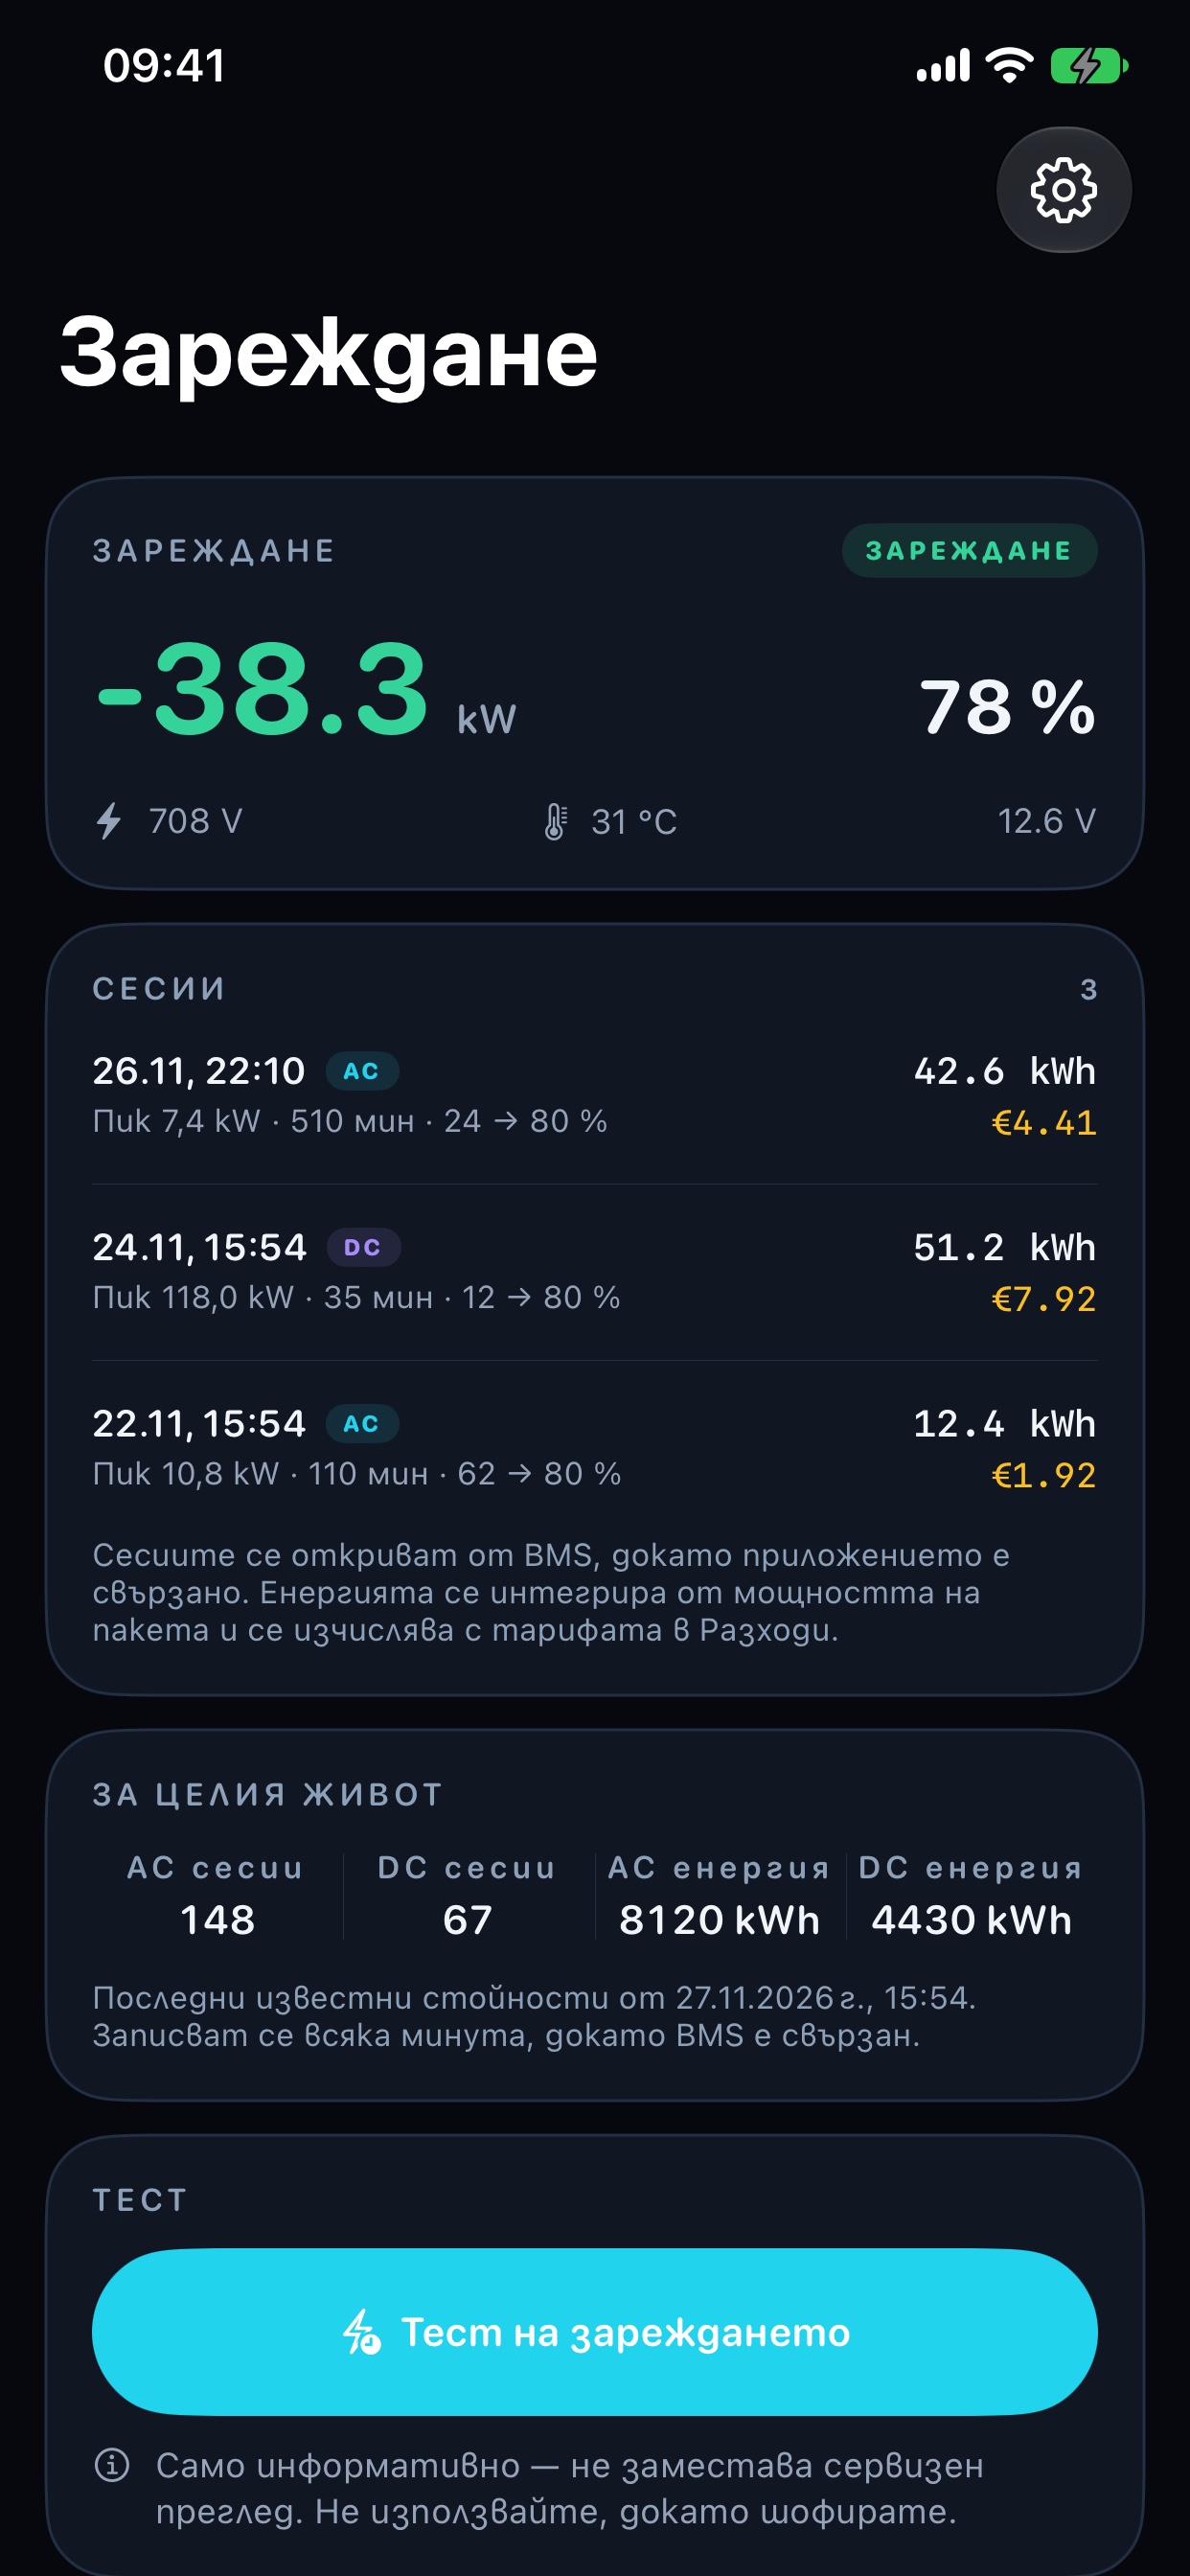 09:41
Зареждане
ЗАРЕЖДАНЕ
ЗАРЕЖДАНЕ
-38.3 kW
78 %
708 V
31 °C
12.6 V
СЕСИИ
3
26.11, 22:10 AC
42.6 kWh
Пик 7,4 kW · 510 мин · 24 → 80 %
€4.41
24.11, 15:54 DC
51.2 kWh
Пик 118,0 kW · 35 мин · 12 → 80 %
€7.92
22.11, 15:54 AC
12.4 kWh
Пик 10,8 kW · 110 мин · 62 → 80 %
€1.92
Сесиите се откриват от BMS, докато приложението е
свързано. Енергията се интегрира от мощността на
пакета и се изчислява с тарифата в Разходи.
ЗА ЦЕЛИЯ ЖИВОТ
AC сесии
148
DC сесии
67
AC енергия
8120 kWh
DC енергия
4430 kWh
Последни известни стойности от 27.11.2026 г., 15:54.
Записват се всяка минута, докато BMS е свързан.
ТЕСТ
Тест на зареждането
Само информативно — не замества сервизен
преглед. Не използвайте, докато шофирате.